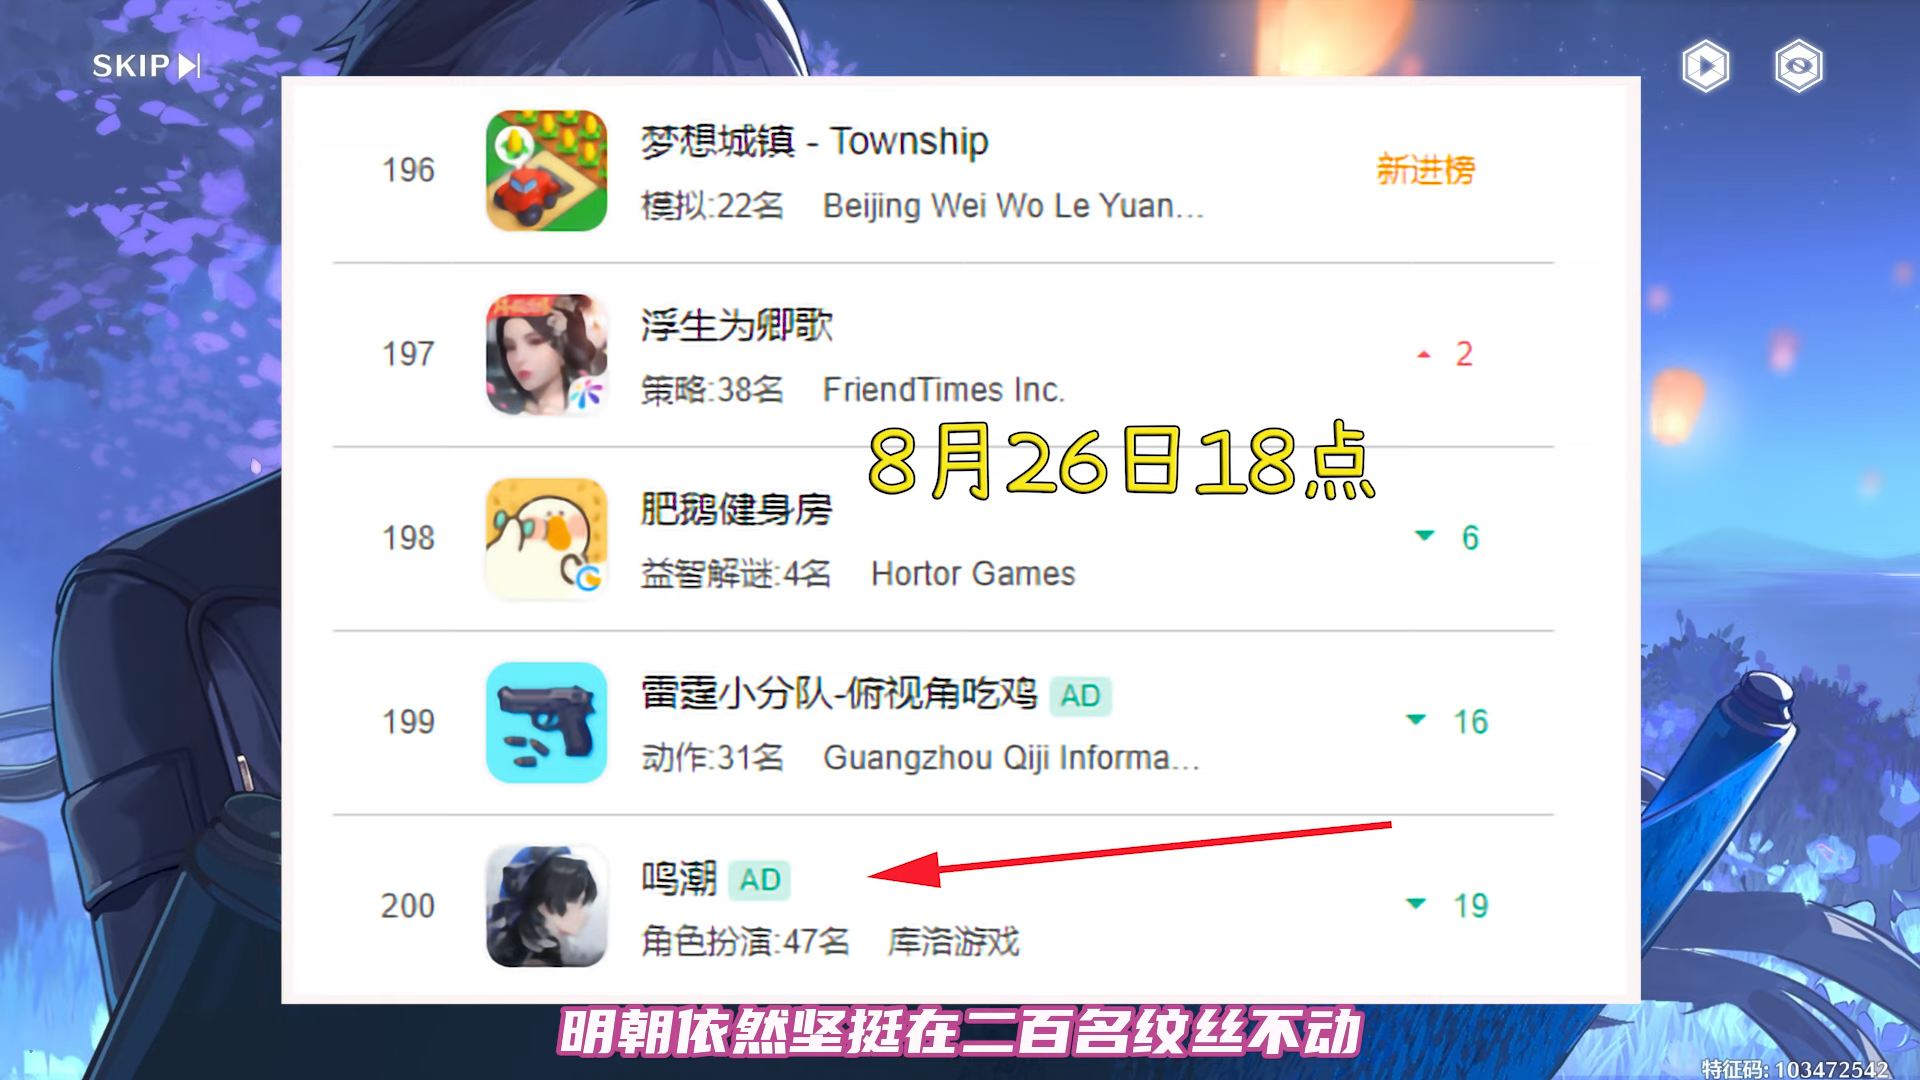 SKIP
196
梦想城镇 - Township
模拟:22名 Beijing Wei Wo Le Yuan...
新进榜
197
浮生为卿歌
策略:38名 FriendTimes Inc.
2
8月26日18点
198
肥鹅健身房
益智解谜:4名 Hortor Games
6
199
雷霆小分队-俯视角吃鸡 AD
动作:31名 Guangzhou Qiji Informa...
16
200
鸣潮 AD
角色扮演:47名 库洛游戏
19
明朝依然坚挺在二百名纹丝不动
特征码: 103472542